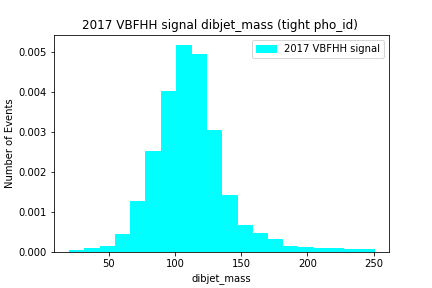 2017 VBFHH signal dibjet_mass (tight pho_id)
2017 VBFHH signal
Number of Events
0.005
0.004
0.003
0.002
0.001
0.000
50 100 150 200 250
dibjet_mass